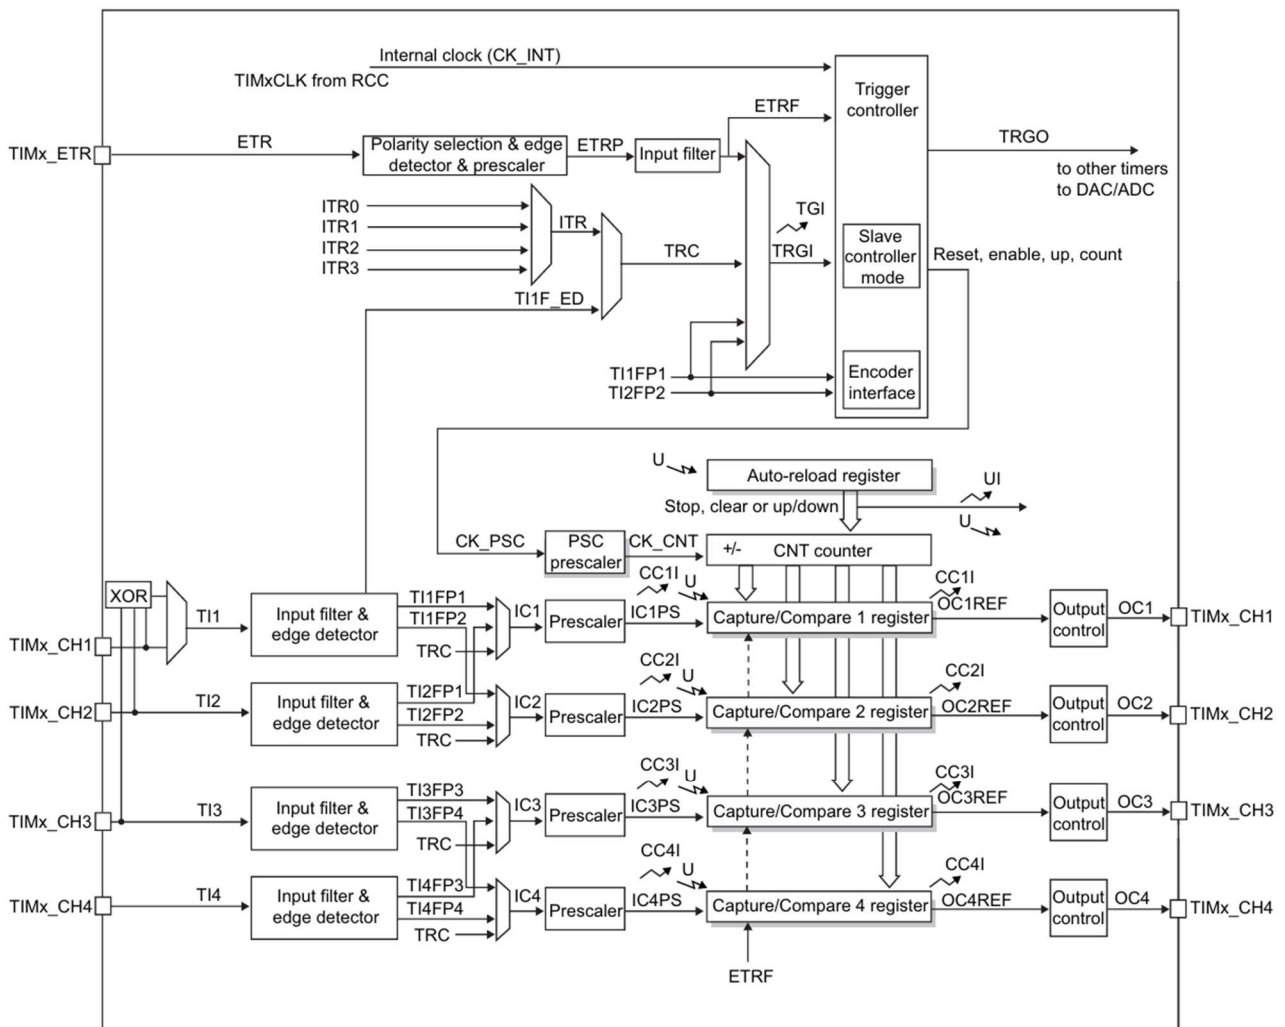 Internal clock (CK_INT)
TIMxCLK from RCC
Trigger
controller
ETRF
TIMx_ETR
ETR
Polarity selection & edge
detector & prescaler
ETRP
Input filter
TRGO
to other timers
to DAC/ADC
ITR0
ITR1
ITR2
ITR3
ITR
TI1F_ED
TRC
TGI
TRGI
Slave
controller
mode
Reset, enable, up, count
TI1FP1
TI2FP2
Encoder
interface
U
Auto-reload register
Stop, clear or up/down
UI
U
CK_PSC
PSC
prescaler
CK_CNT
+/-
CNT counter
XOR
TI1
TIMx_CH1
Input filter &
edge detector
TI1FP1
TI1FP2
TRC
IC1
Prescaler
CC1I
U
IC1PS
Capture/Compare 1 register
CC1I
OC1REF
Output
control
OC1
TIMx_CH1
TIMx_CH2
TI2
Input filter &
edge detector
TI2FP1
TI2FP2
TRC
IC2
Prescaler
CC2I
U
IC2PS
Capture/Compare 2 register
CC2I
OC2REF
Output
control
OC2
TIMx_CH2
TIMx_CH3
TI3
Input filter &
edge detector
TI3FP3
TI3FP4
TRC
IC3
Prescaler
CC3I
U
IC3PS
Capture/Compare 3 register
CC3I
OC3REF
Output
control
OC3
TIMx_CH3
TIMx_CH4
TI4
Input filter &
edge detector
TI4FP3
TI4FP4
TRC
IC4
Prescaler
CC4I
U
IC4PS
Capture/Compare 4 register
CC4I
OC4REF
Output
control
OC4
TIMx_CH4
ETRF